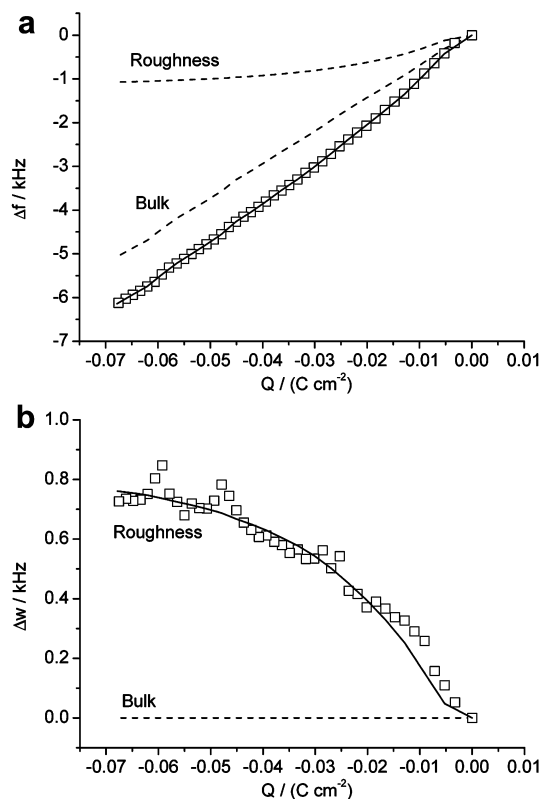 a
0
Roughness
-1
-2
-3
Δf / kHz
Bulk
-4
-5
-6
-7
-0.07 -0.06 -0.05 -0.04 -0.03 -0.02 -0.01 0.00 0.01
Q / (C cm-2)
b
1.0
0.8
Roughness
0.6
Δw / kHz
0.4
0.2
Bulk
0.0
-0.07 -0.06 -0.05 -0.04 -0.03 -0.02 -0.01 0.00 0.01
Q / (C cm-2)